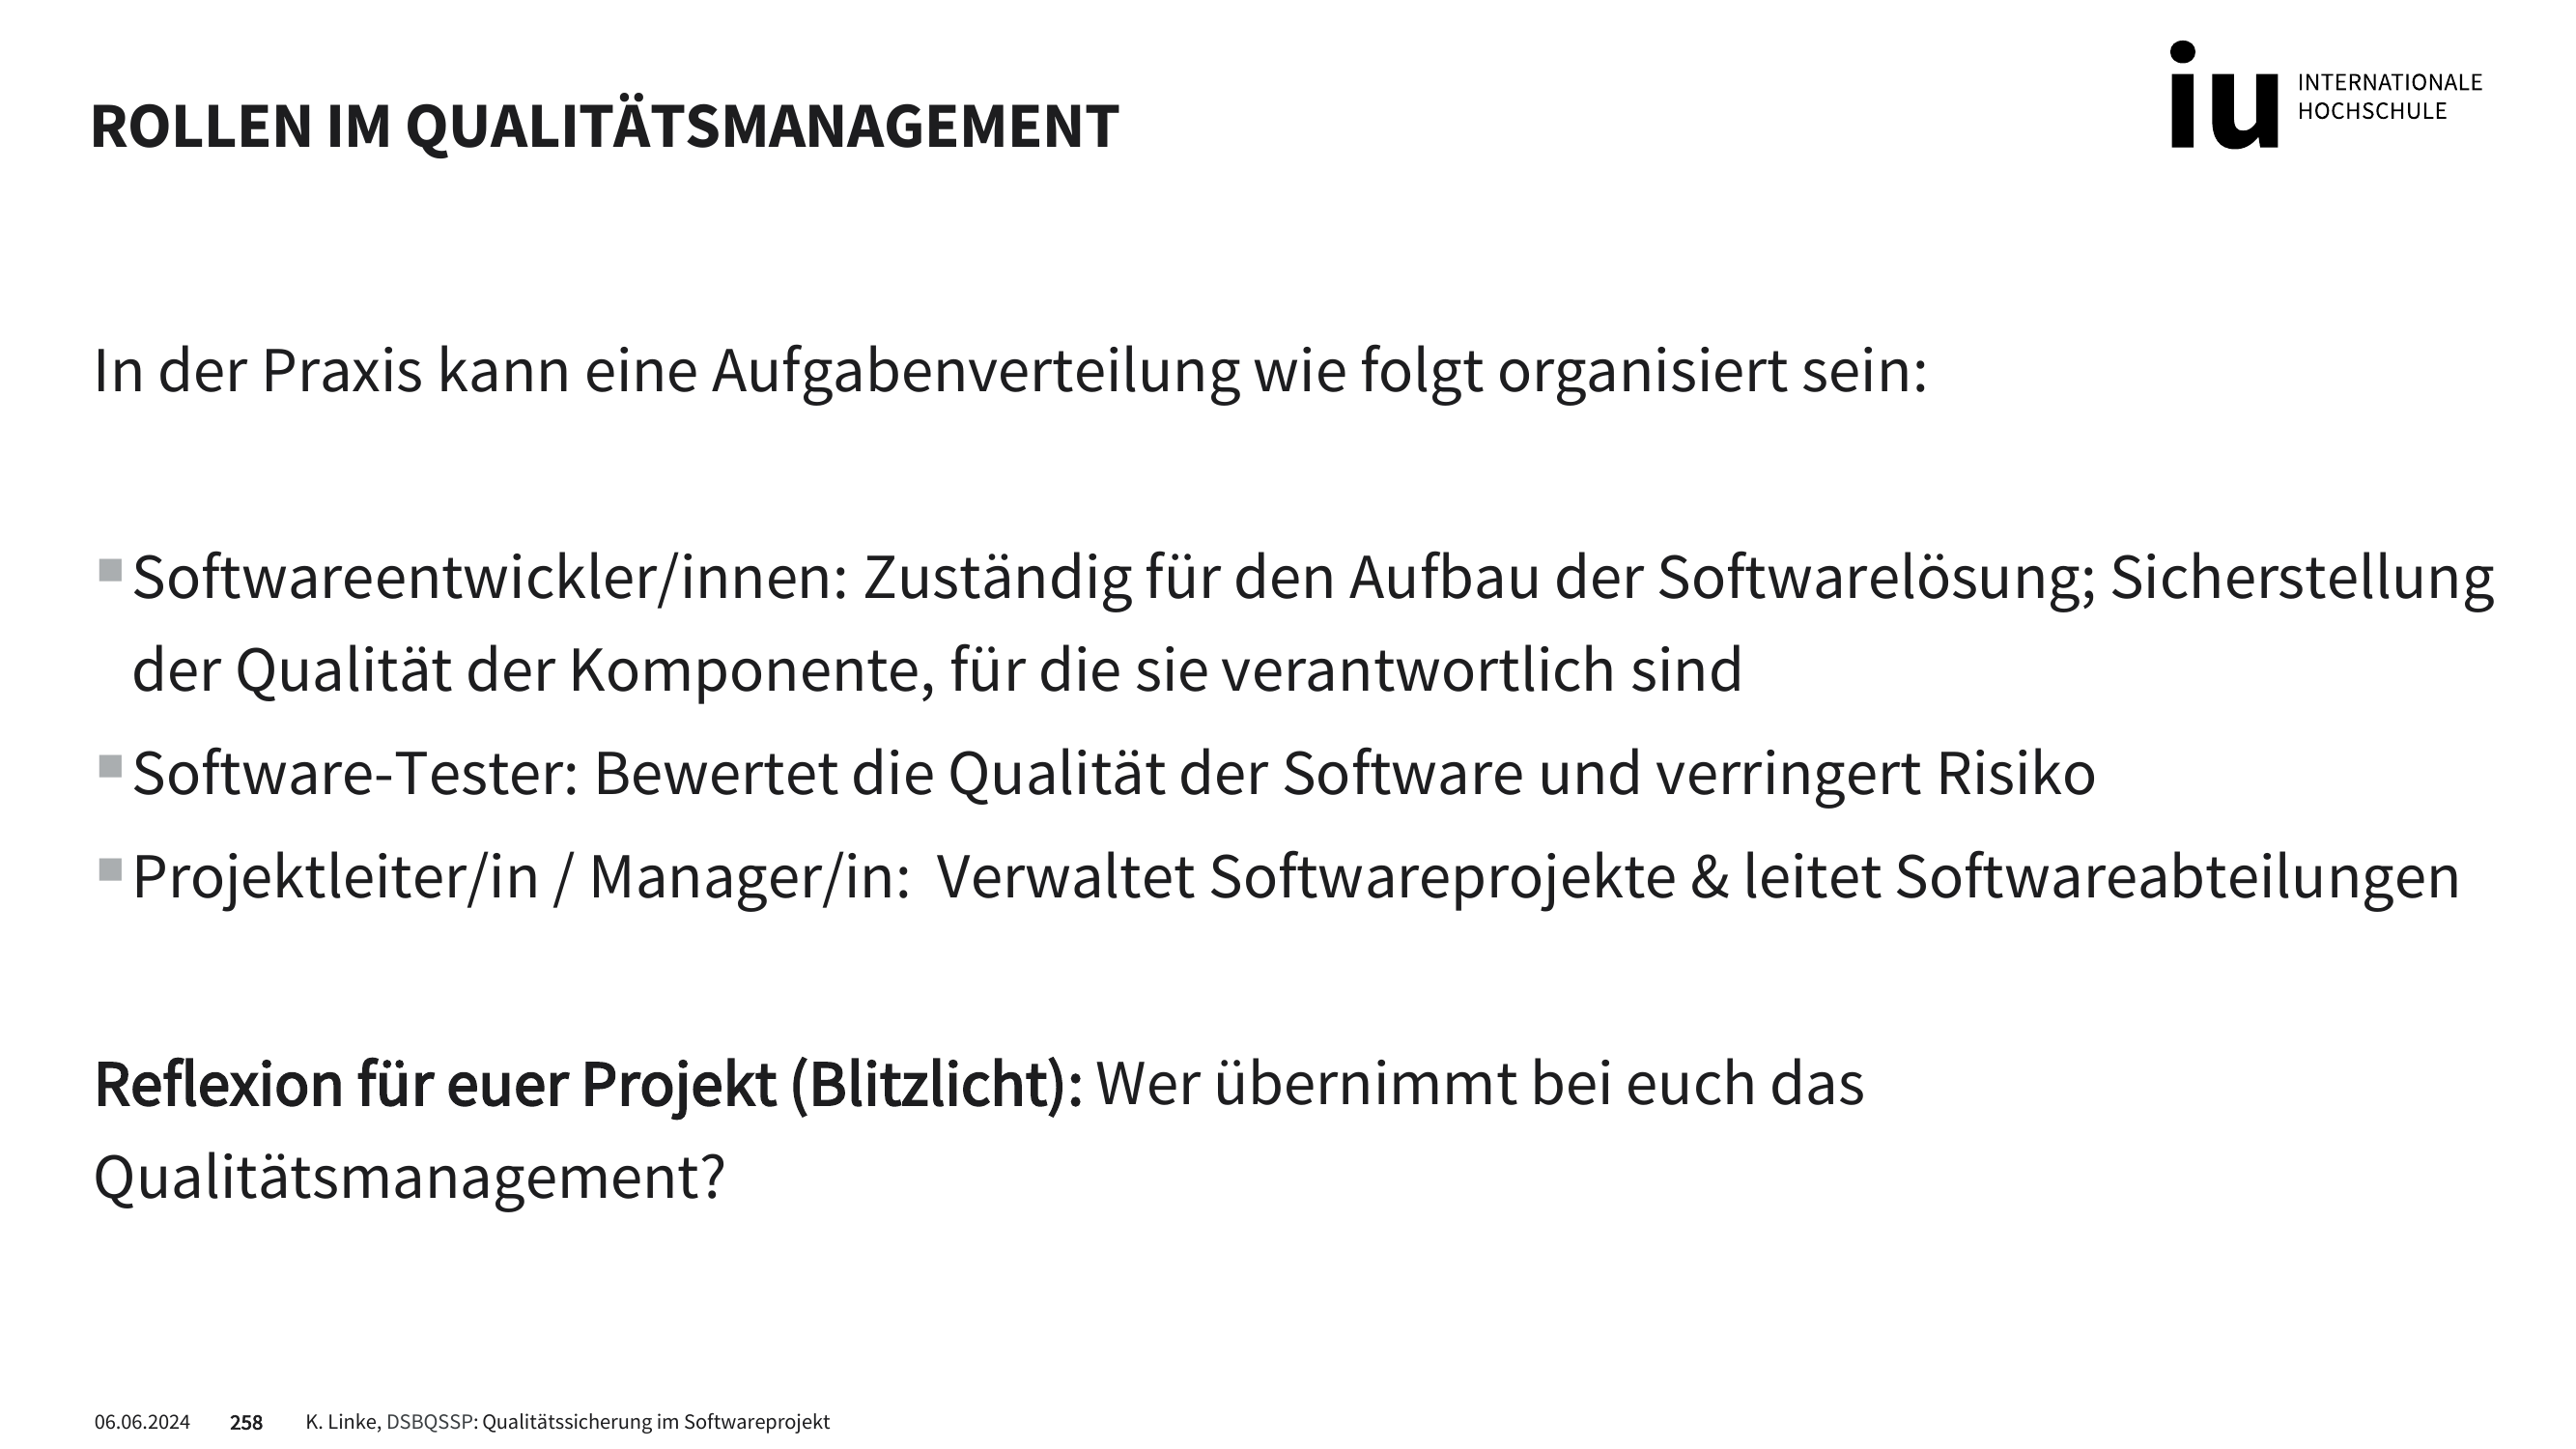 ROLLEN IM QUALITÄTSMANAGEMENT
iu INTERNATIONALE
HOCHSCHULE
In der Praxis kann eine Aufgabenverteilung wie folgt organisiert sein:
Softwareentwickler/innen: Zuständig für den Aufbau der Softwarelösung; Sicherstellung
der Qualität der Komponente, für die sie verantwortlich sind
Software-Tester: Bewertet die Qualität der Software und verringert Risiko
Projektleiter/in / Manager/in:  Verwaltet Softwareprojekte & leitet Softwareabteilungen
Reflexion für euer Projekt (Blitzlicht): Wer übernimmt bei euch das
Qualitätsmanagement?
06.06.2024 258 K. Linke, DSBQSSP: Qualitätssicherung im Softwareprojekt